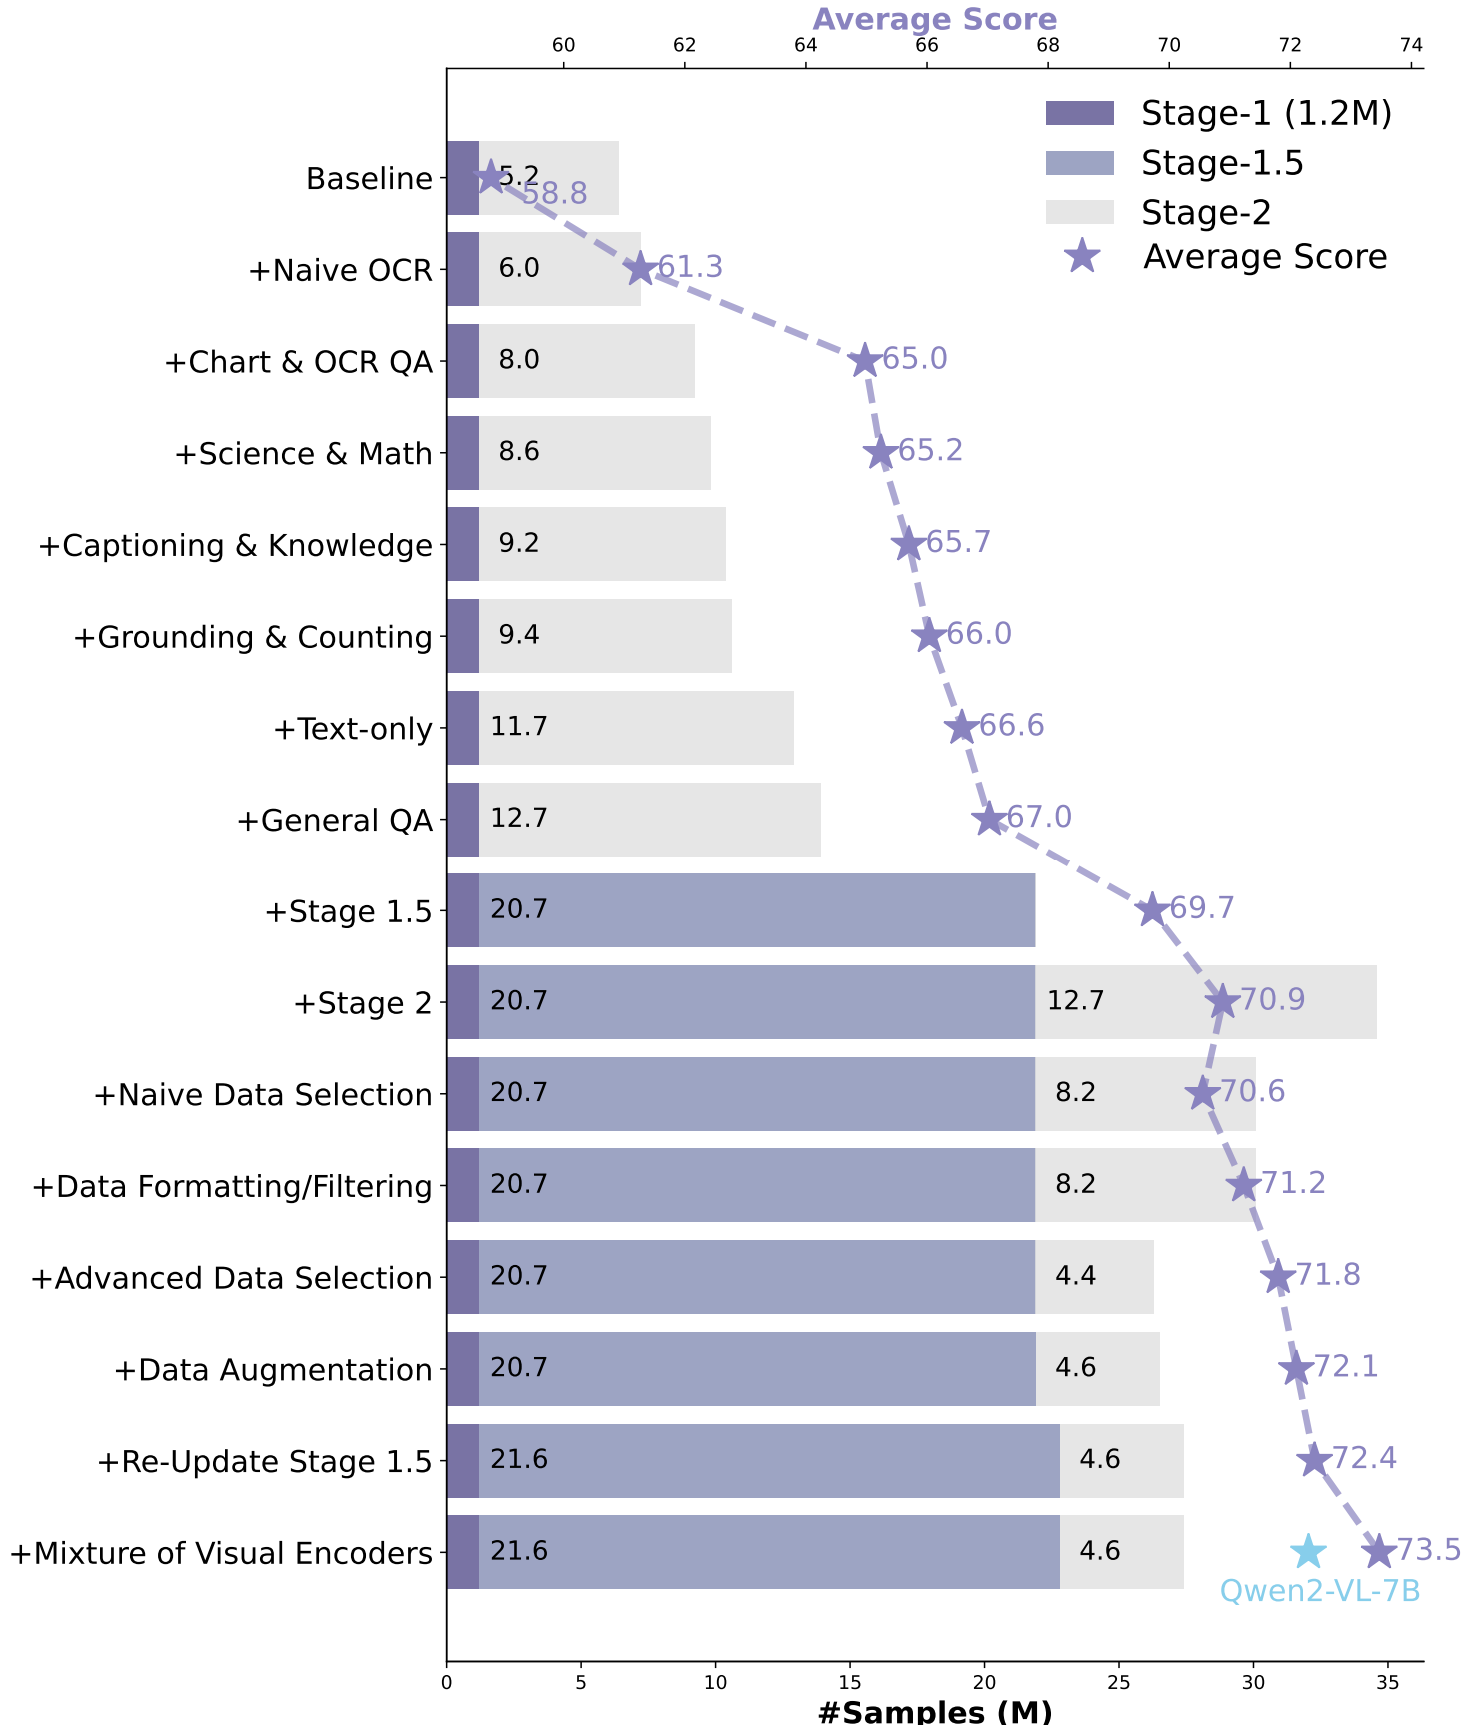 Average Score
60 62 64 66 68 70 72 74
Stage-1 (1.2M)
Stage-1.5
Stage-2
Average Score
Baseline 5.2 58.8
+Naive OCR 6.0 61.3
+Chart & OCR QA 8.0 65.0
+Science & Math 8.6 65.2
+Captioning & Knowledge 9.2 65.7
+Grounding & Counting 9.4 66.0
+Text-only 11.7 66.6
+General QA 12.7 67.0
+Stage 1.5 20.7 69.7
+Stage 2 20.7 12.7 70.9
+Naive Data Selection 20.7 8.2 70.6
+Data Formatting/Filtering 20.7 8.2 71.2
+Advanced Data Selection 20.7 4.4 71.8
+Data Augmentation 20.7 4.6 72.1
+Re-Update Stage 1.5 21.6 4.6 72.4
+Mixture of Visual Encoders 21.6 4.6 73.5
Qwen2-VL-7B
0 5 10 15 20 25 30 35
#Samples (M)